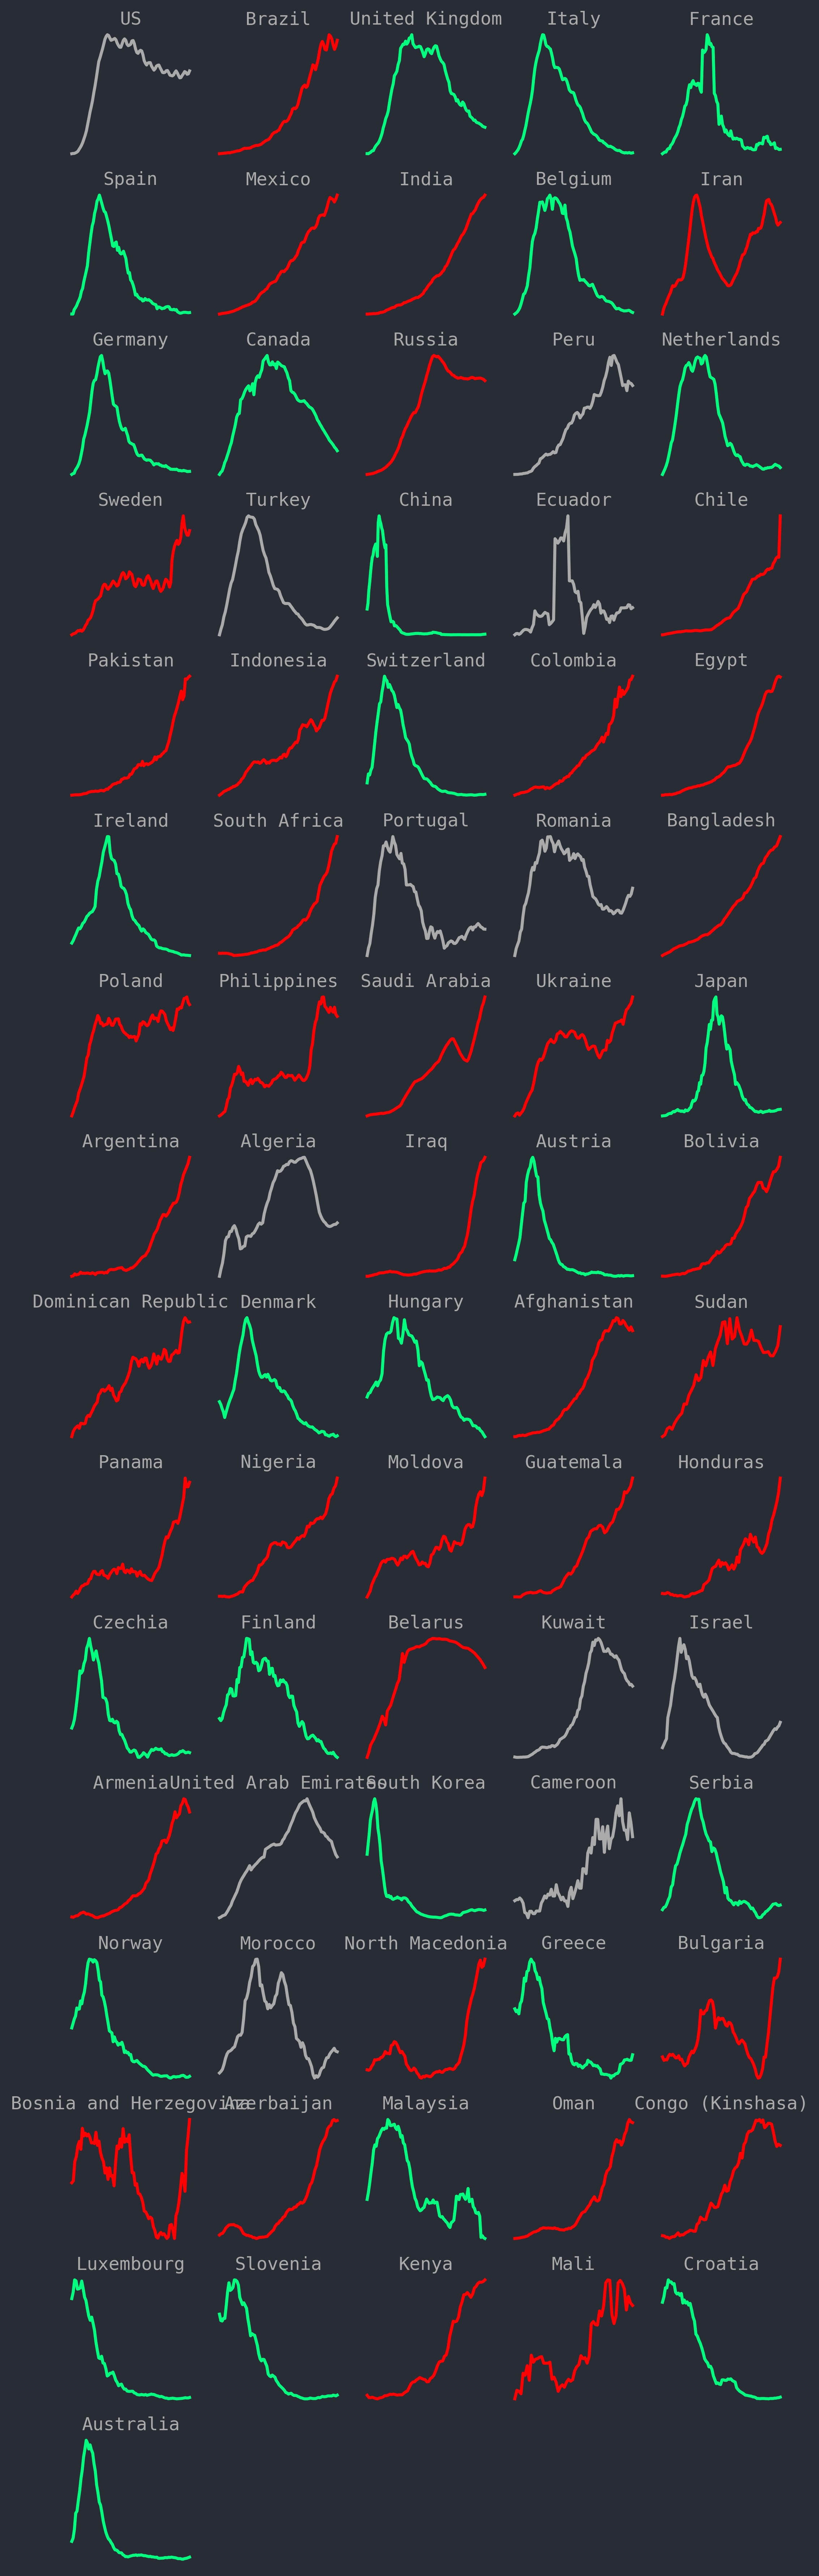 US Brazil United Kingdom Italy France
Spain Mexico India Belgium Iran
Germany Canada Russia Peru Netherlands
Sweden Turkey China Ecuador Chile
Pakistan Indonesia Switzerland Colombia Egypt
Ireland South Africa Portugal Romania Bangladesh
Poland Philippines Saudi Arabia Ukraine Japan
Argentina Algeria Iraq Austria Bolivia
Dominican Republic Denmark Hungary Afghanistan Sudan
Panama Nigeria Moldova Guatemala Honduras
Czechia Finland Belarus Kuwait Israel
Armenia United Arab Emirates South Korea Cameroon Serbia
Norway Morocco North Macedonia Greece Bulgaria
Bosnia and Herzegovina Azerbaijan Malaysia Oman Congo (Kinshasa)
Luxembourg Slovenia Kenya Mali Croatia
Australia